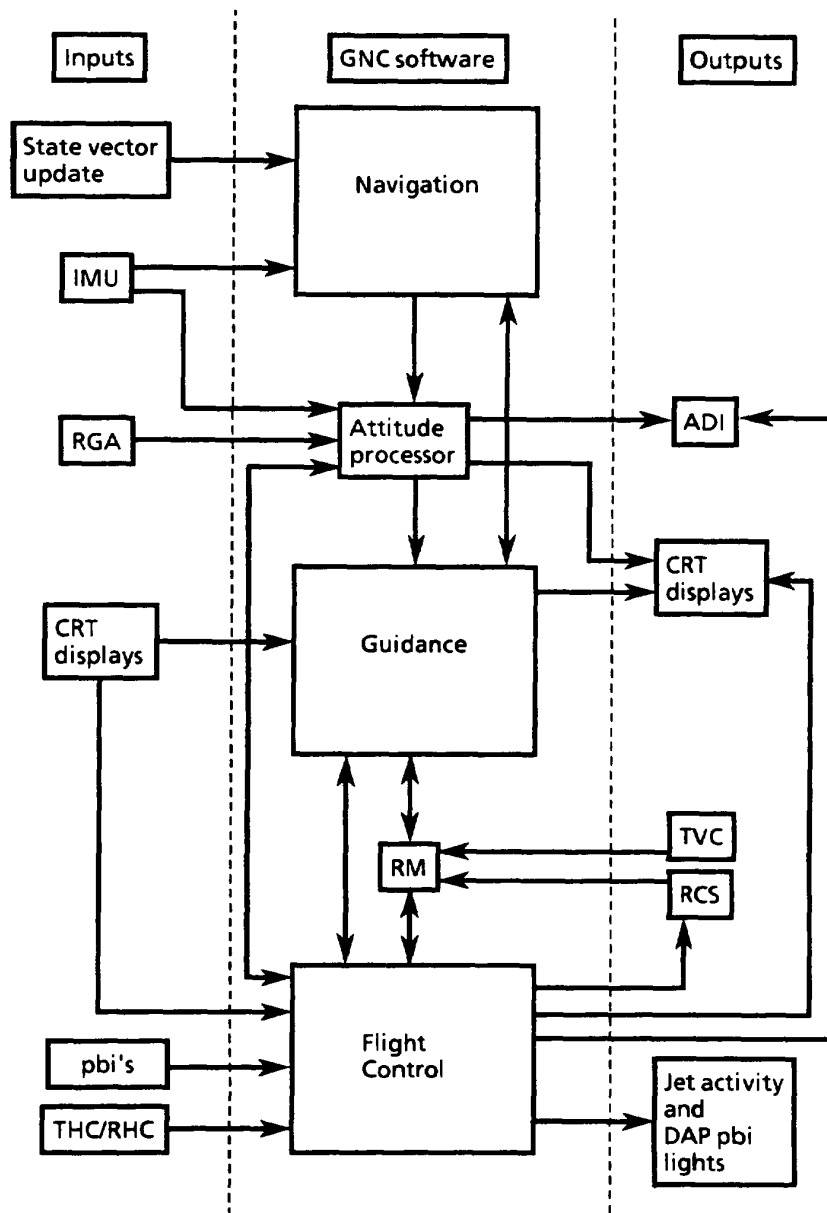 Inputs
GNC software
Outputs
State vector
update
Navigation
IMU
RGA
Attitude
processor
ADI
CRT
displays
CRT
displays
Guidance
TVC
RM
RCS
Flight
Control
pbi's
THC/RHC
Jet activity
and
DAP pbi
lights